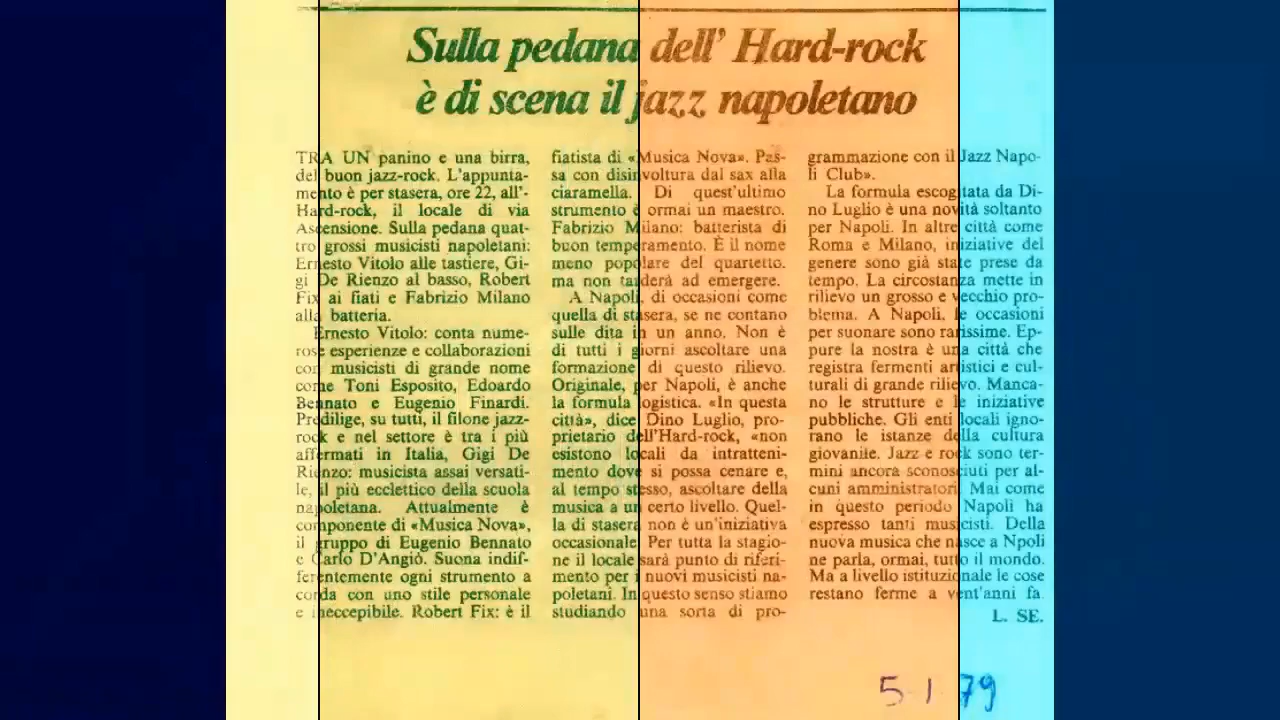 Sulla pedana dell' Hard-rock
è di scena il jazz napoletano
TRA UN panino e una birra,
del buon jazz-rock. L'appunta-
mento è per stasera, ore 22, all'-
Hard-rock, il locale di via
Ascensione. Sulla pedana quat-
tro grossi musicisti napoletani:
Ernesto Vitolo alle tastiere, Gi-
gi De Rienzo al basso, Robert
Fix ai fiati e Fabrizio Milano
alla batteria.
Ernesto Vitolo: conta nume-
rose esperienze e collaborazioni
con musicisti di grande nome
come Toni Esposito, Edoardo
Bennato e Eugenio Finardi.
Predilige, su tutti, il filone jazz-
rock e nel settore è tra i più
affermati in Italia, Gigi De
Rienzo: musicista assai versati-
le, il più ecclettico della scuola
napoletana. Attualmente è
componente di «Musica Nova»,
il gruppo di Eugenio Bennato
e Carlo D'Angiò. Suona indif-
ferentemente ogni strumento a
corda con uno stile personale
e ineccepibile. Robert Fix: è il
fiatista di «Musica Nova». Pas-
sa con disinvoltura dal sax alla
ciaramella. Di quest'ultimo
strumento è ormai un maestro.
Fabrizio Milano: batterista di
buon temperamento. È il nome
meno popolare del quartetto.
ma non tarderà ad emergere.
A Napoli, di occasioni come
quella di stasera, se ne contano
sulle dita in un anno. Non è
di tutti i giorni ascoltare una
formazione di questo rilievo.
Originale, per Napoli, è anche
la formula logistica. «In questa
città», dice Dino Luglio, pro-
prietario dell'Hard-rock, «non
esistono locali da intratteni-
mento dove si possa cenare e,
al tempo stesso, ascoltare della
musica a un certo livello. Quel-
la di stasera non è un'iniziativa
occasionale. Per tutta la stagio-
ne il locale sarà punto di riferi-
mento per i nuovi musicisti na-
poletani. In questo senso stiamo
studiando una sorta di pro-
grammazione con il Jazz Napo-
li Club».
La formula escogitata da Di-
no Luglio è una novità soltanto
per Napoli. In altre città come
Roma e Milano, iniziative del
genere sono già state prese da
tempo. La circostanza mette in
rilievo un grosso e vecchio pro-
blema. A Napoli, le occasioni
per suonare sono rarissime. Ep-
pure la nostra è una città che
registra fermenti artistici e cul-
turali di grande rilievo. Manca-
no le strutture e le iniziative
pubbliche. Gli enti locali igno-
rano le istanze della cultura
giovanile. Jazz e rock sono ter-
mini ancora sconosciuti per al-
cuni amministratori. Mai come
in questo periodo Napoli ha
espresso tanti musicisti. Della
nuova musica che nasce a Npoli
ne parla, ormai, tutto il mondo.
Ma a livello istituzionale le cose
restano ferme a vent'anni fa.
L. SE.
5-1 79